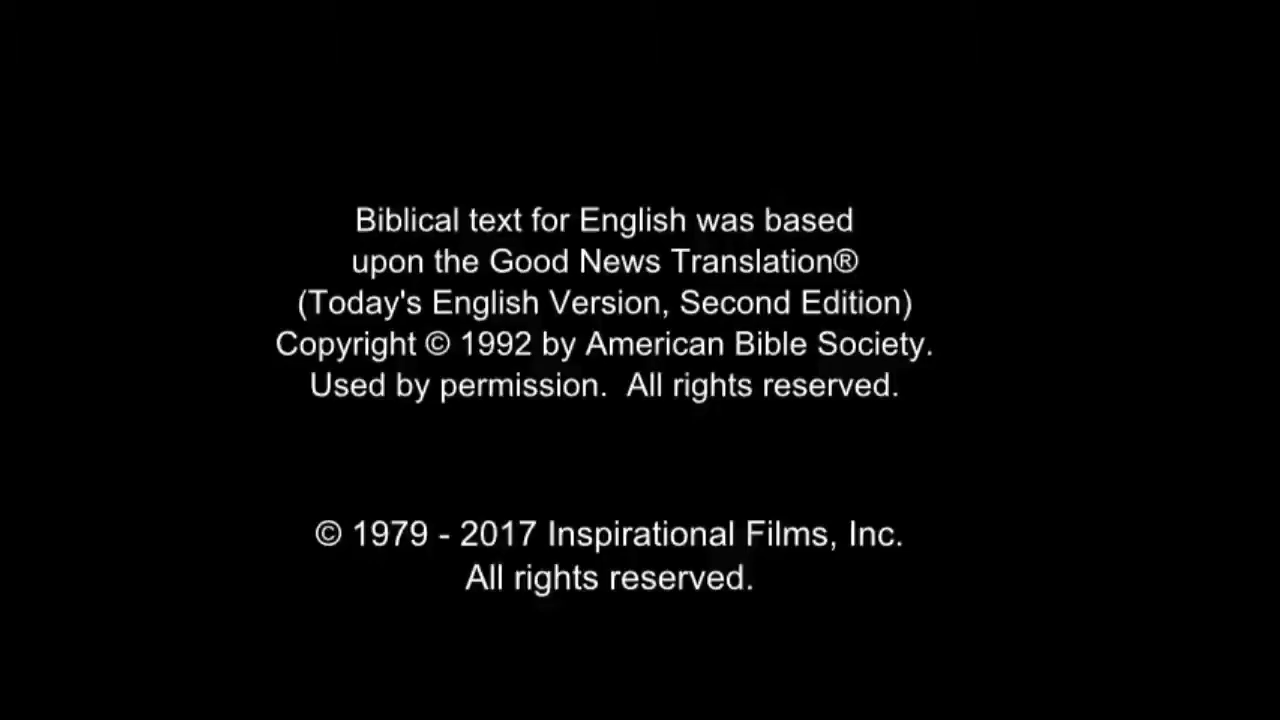 Biblical text for English was based
upon the Good News Translation®
(Today's English Version, Second Edition)
Copyright © 1992 by American Bible Society.
Used by permission.  All rights reserved.
© 1979 - 2017 Inspirational Films, Inc.
All rights reserved.